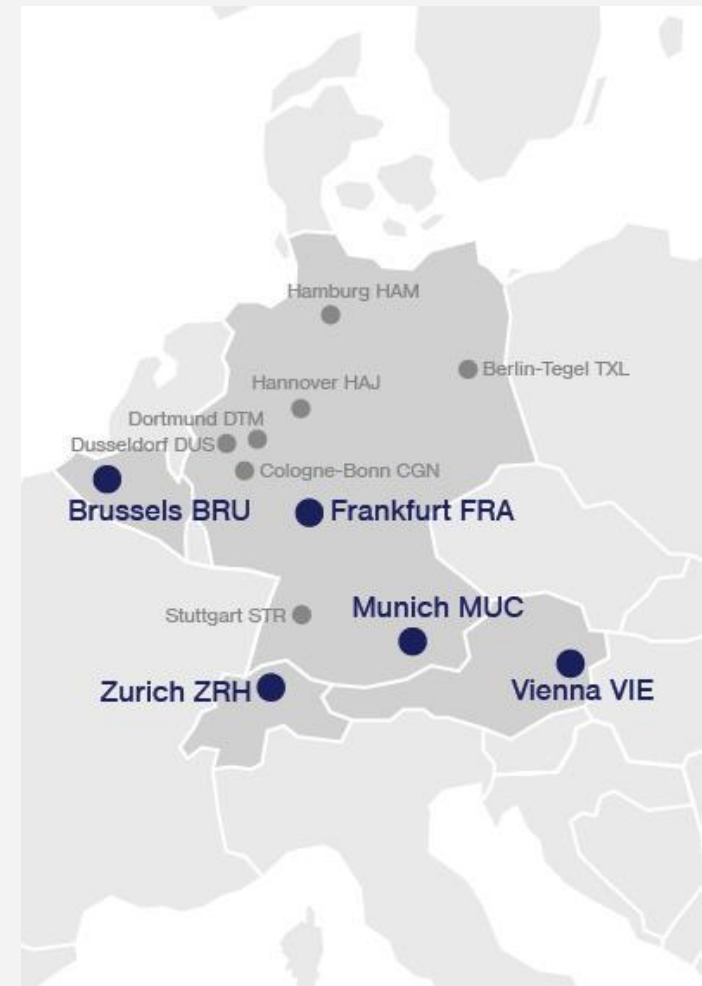 Hamburg HAM
Berlin-Tegel TXL
Hannover HAJ
Dortmund DTM
Dusseldorf DUS
Cologne-Bonn CGN
Brussels BRU
Frankfurt FRA
Stuttgart STR
Munich MUC
Zurich ZRH
Vienna VIE